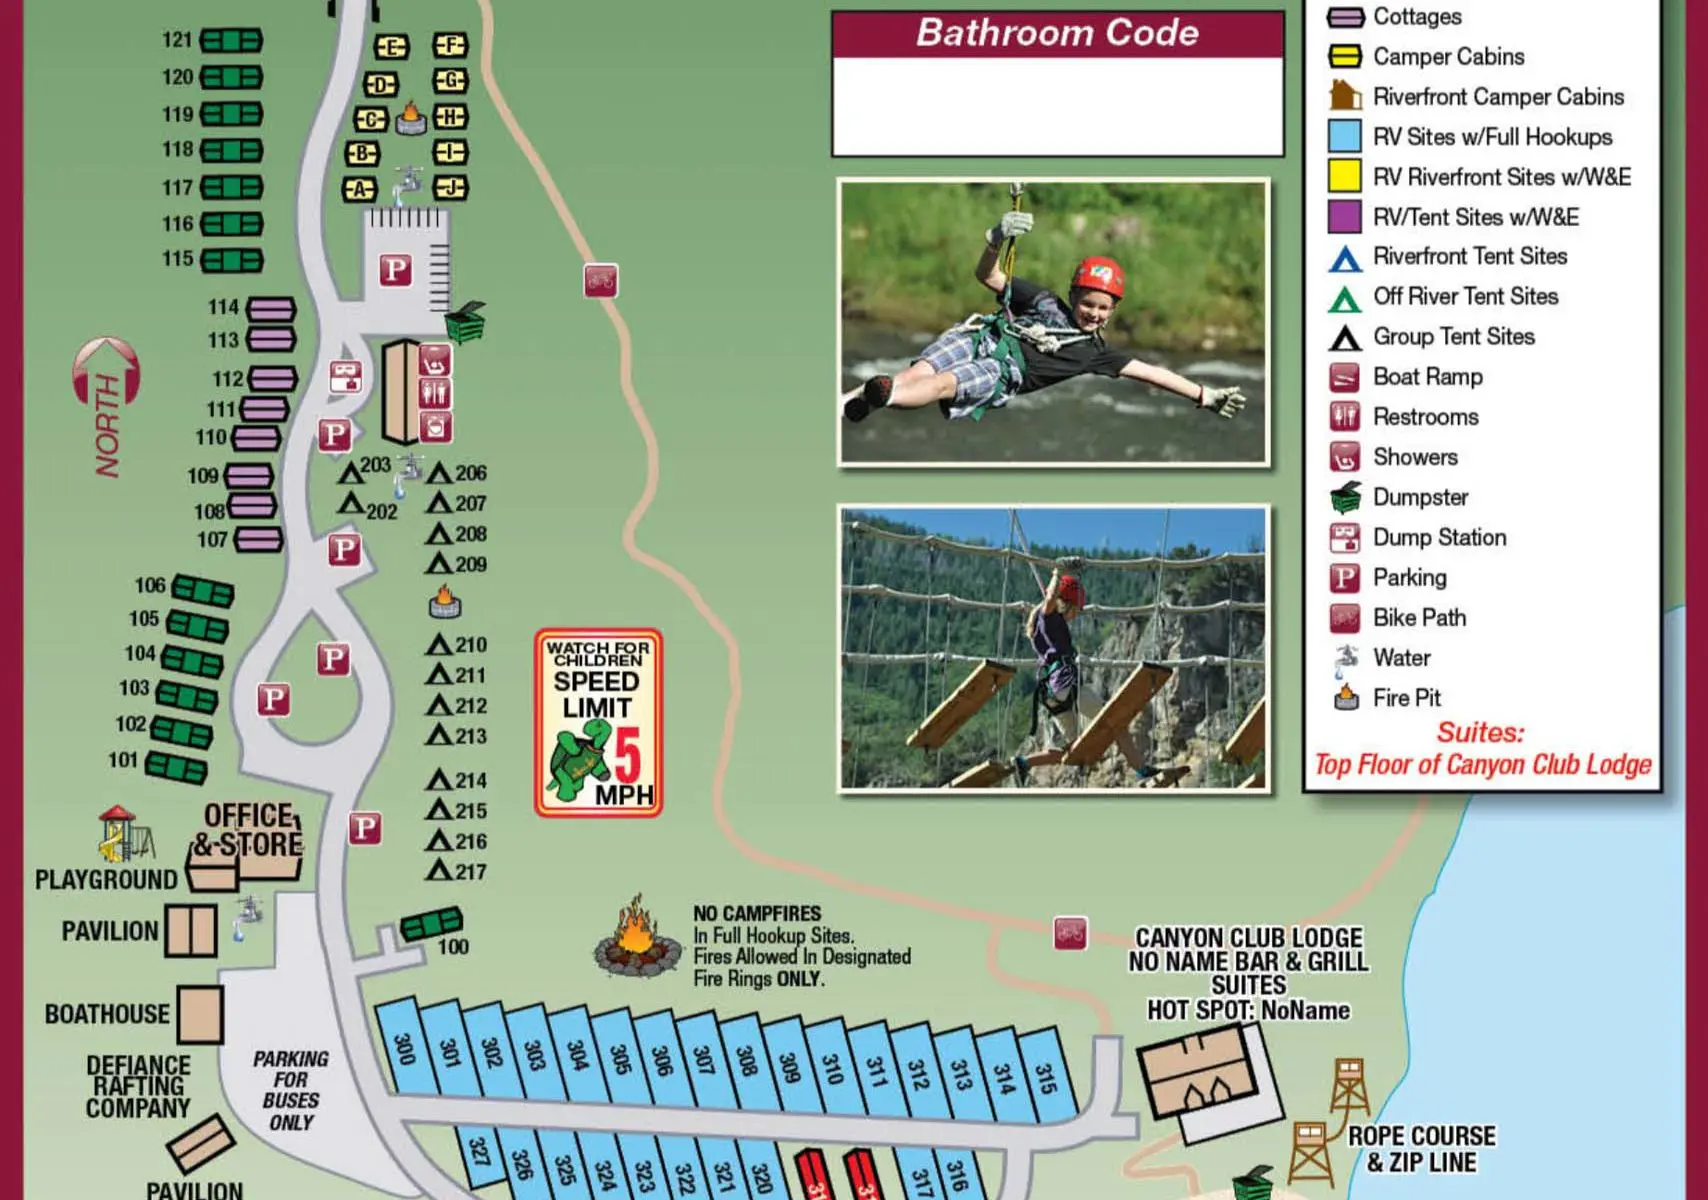 121
120
119
118
117
116
115
114
113
112
111
110
109
108
107
106
105
104
103
102
101
NORTH
E
D
C
B
A
F
G
H
I
J
P
P
203
202
206
207
208
209
P
P
P
210
211
212
213
214
215
216
217
P
100
WATCH FOR
CHILDREN
SPEED
LIMIT
5
MPH
OFFICE
& STORE
PLAYGROUND
PAVILION
BOATHOUSE
DEFIANCE
RAFTING
COMPANY
PAVILION
PARKING
FOR
BUSES
ONLY
NO CAMPFIRES
In Full Hookup Sites.
Fires Allowed In Designated
Fire Rings ONLY.
300
301
302
303
304
305
306
307
308
309
310
311
312
313
314
315
327
326
325
324
323
322
321
320
317
316
CANYON CLUB LODGE
NO NAME BAR & GRILL
SUITES
HOT SPOT: NoName
ROPE COURSE
& ZIP LINE
Bathroom Code
Cottages
Camper Cabins
Riverfront Camper Cabins
RV Sites w/Full Hookups
RV Riverfront Sites w/W&E
RV/Tent Sites w/W&E
Riverfront Tent Sites
Off River Tent Sites
Group Tent Sites
Boat Ramp
Restrooms
Showers
Dumpster
Dump Station
P Parking
Bike Path
Water
Fire Pit
Suites:
Top Floor of Canyon Club Lodge